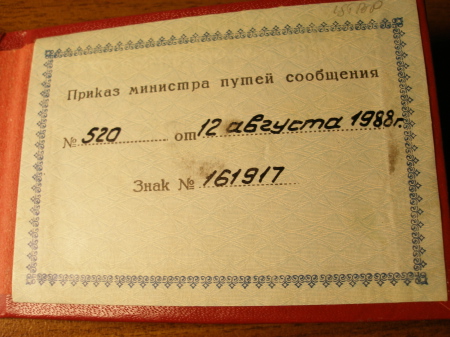 Приказ министра путей сообщения
№ 520 от 12 августа 1988 г.
Знак № 161917